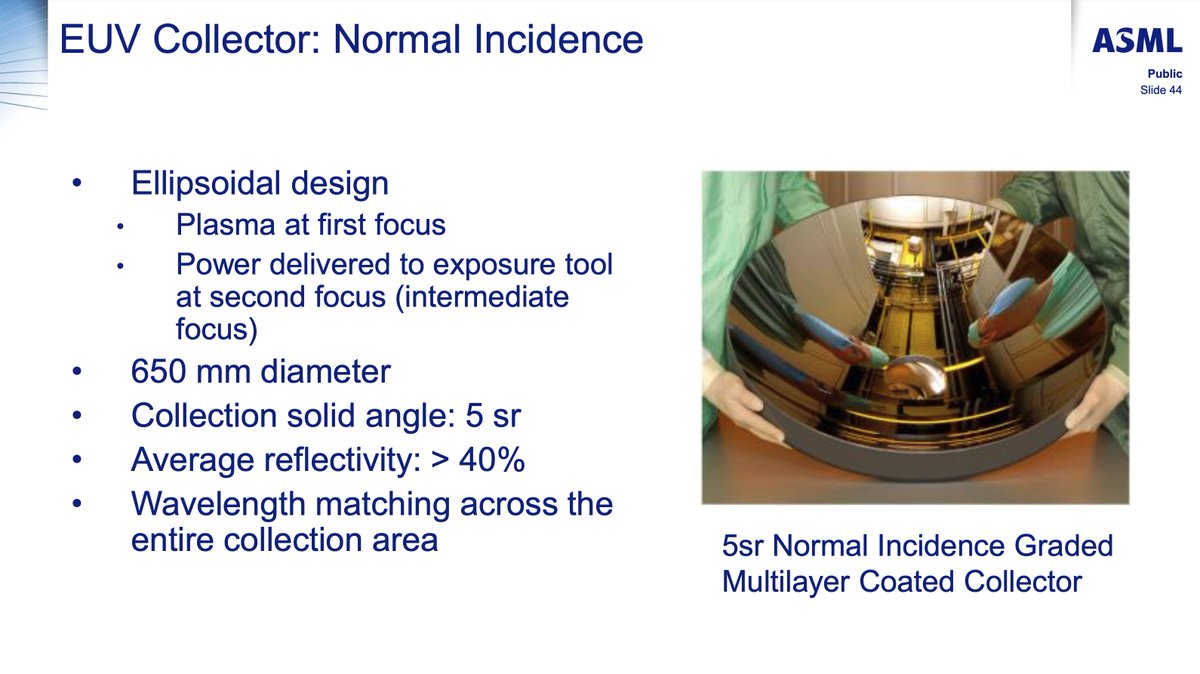 EUV Collector: Normal Incidence
ASML
Public
Slide 44
• Ellipsoidal design
• Plasma at first focus
• Power delivered to exposure tool
at second focus (intermediate
focus)
• 650 mm diameter
• Collection solid angle: 5 sr
• Average reflectivity: > 40%
• Wavelength matching across the
entire collection area
5sr Normal Incidence Graded
Multilayer Coated Collector